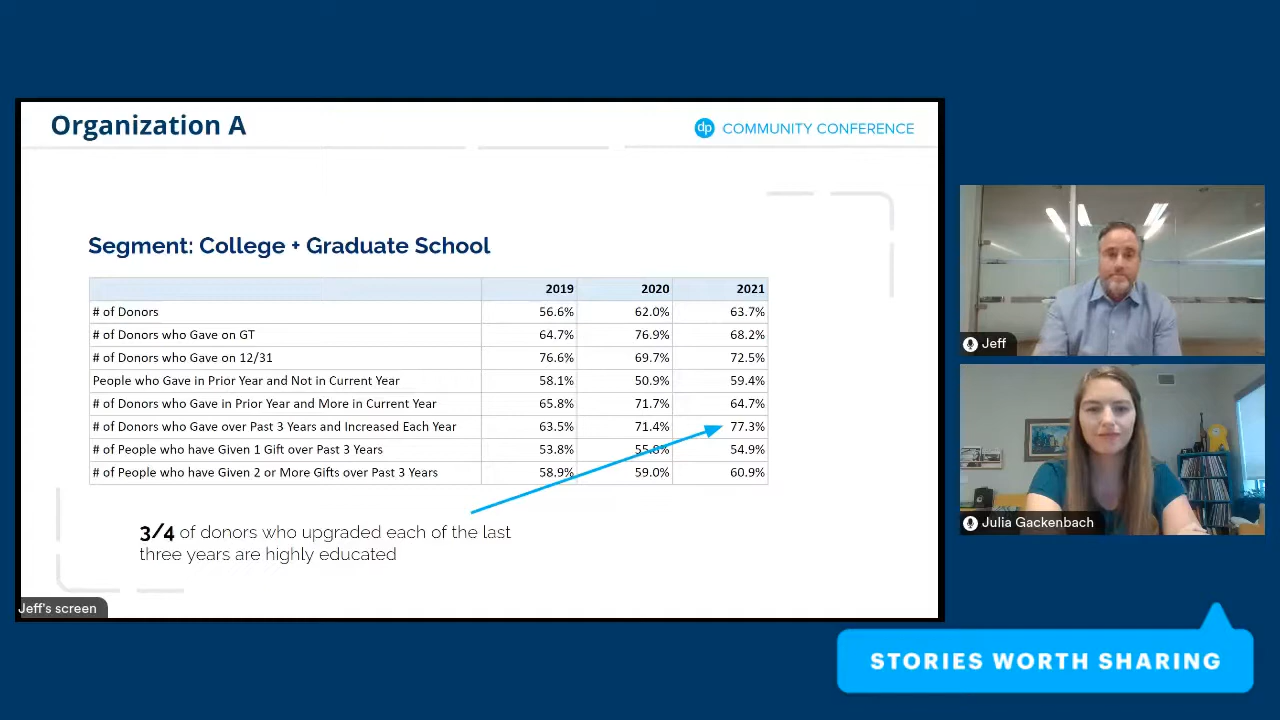 Organization A
dp COMMUNITY CONFERENCE
Segment: College + Graduate School
2019 2020 2021
# of Donors 56.6% 62.0% 63.7%
# of Donors who Gave on GT 64.7% 76.9% 68.2%
# of Donors who Gave on 12/31 76.6% 69.7% 72.5%
People who Gave in Prior Year and Not in Current Year 58.1% 50.9% 59.4%
# of Donors who Gave in Prior Year and More in Current Year 65.8% 71.7% 64.7%
# of Donors who Gave over Past 3 Years and Increased Each Year 63.5% 71.4% 77.3%
# of People who have Given 1 Gift over Past 3 Years 53.8% 55.8% 54.9%
# of People who have Given 2 or More Gifts over Past 3 Years 58.9% 59.0% 60.9%
3/4 of donors who upgraded each of the last
three years are highly educated
Jeff's screen
Jeff
Julia Gackenbach
STORIES WORTH SHARING